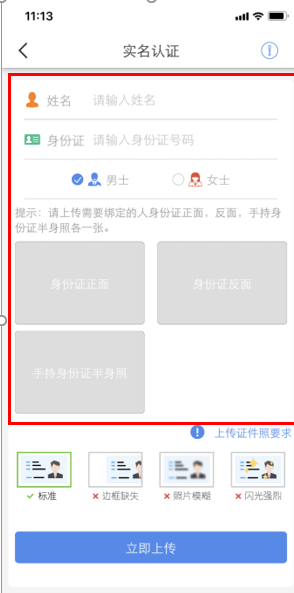 11:13
实名认证
姓名 请输入姓名
身份证 请输入身份证号码
男士 女士
提示：请上传需要绑定的人身份证正面，反面，手持身
份证半身照各一张。
身份证正面 身份证反面
手持身份证半身照
上传证件照要求
标准 边框缺失 照片模糊 闪光强烈
立即上传